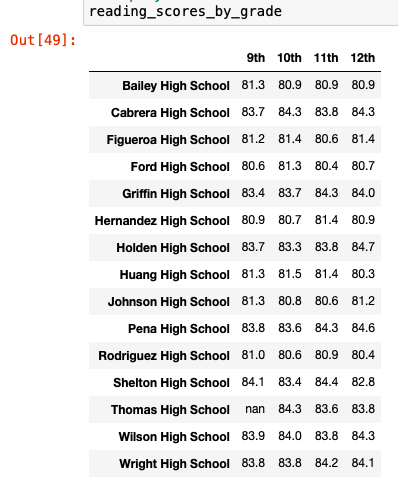 reading_scores_by_grade
Out[49]:
9th 10th 11th 12th
Bailey High School 81.3 80.9 80.9 80.9
Cabrera High School 83.7 84.3 83.8 84.3
Figueroa High School 81.2 81.4 80.6 81.4
Ford High School 80.6 81.3 80.4 80.7
Griffin High School 83.4 83.7 84.3 84.0
Hernandez High School 80.9 80.7 81.4 80.9
Holden High School 83.7 83.3 83.8 84.7
Huang High School 81.3 81.5 81.4 80.3
Johnson High School 81.3 80.8 80.6 81.2
Pena High School 83.8 83.6 84.3 84.6
Rodriguez High School 81.0 80.6 80.9 80.4
Shelton High School 84.1 83.4 84.4 82.8
Thomas High School nan 84.3 83.6 83.8
Wilson High School 83.9 84.0 83.8 84.3
Wright High School 83.8 83.8 84.2 84.1